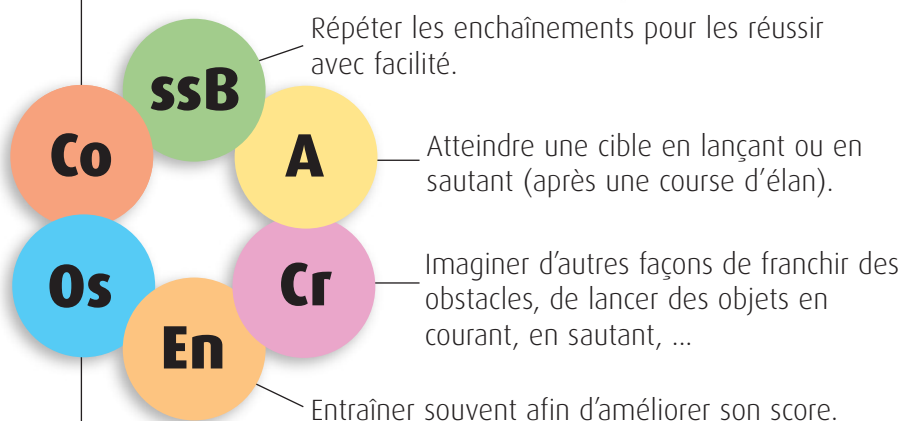 Répéter les enchaînements pour les réussir
avec facilité.
ssB
Co
A
Atteindre une cible en lançant ou en
sautant (après une course d’élan).
Os
Cr
Imaginer d’autres façons de franchir des
obstacles, de lancer des objets en
courant, en sautant, ...
En
Entraîner souvent afin d’améliorer son score.